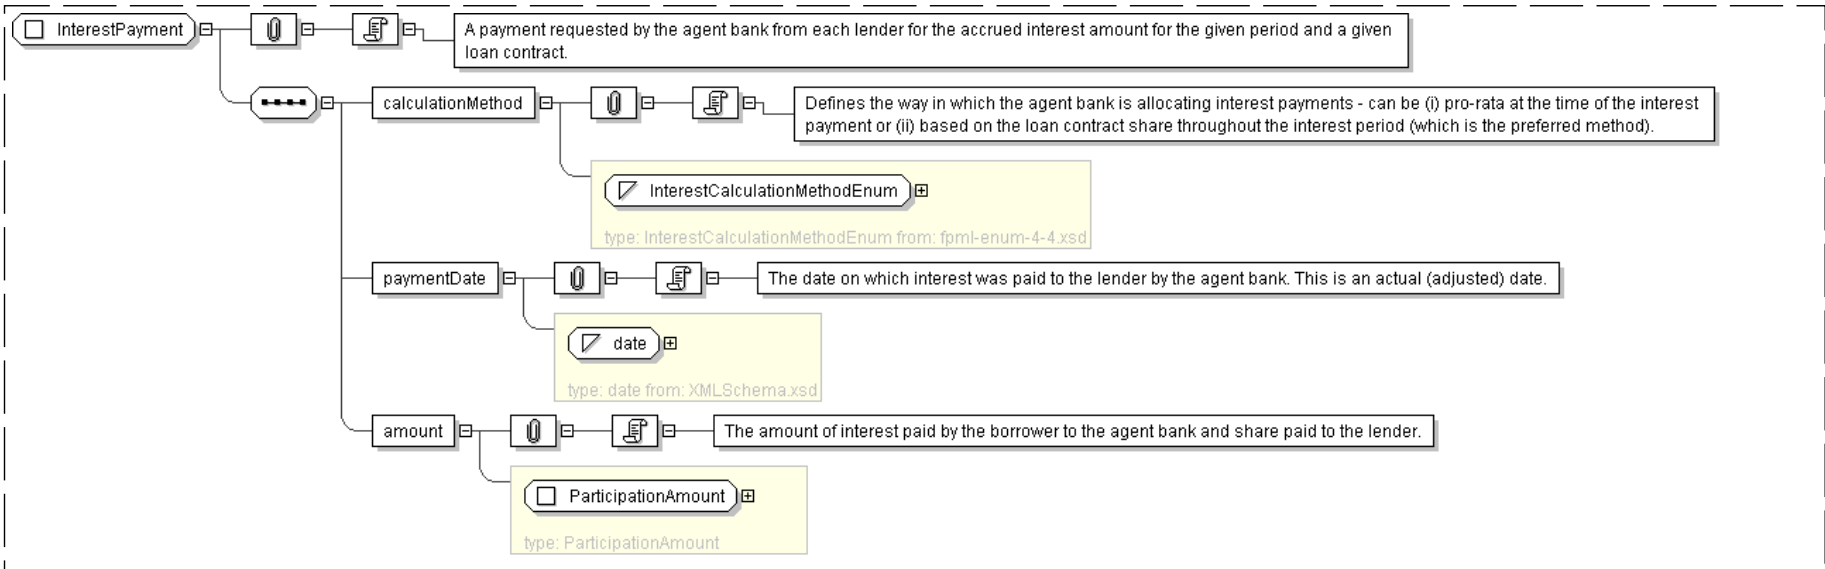 InterestPayment
A payment requested by the agent bank from each lender for the accrued interest amount for the given period and a given
loan contract.
calculationMethod
Defines the way in which the agent bank is allocating interest payments - can be (i) pro-rata at the time of the interest
payment or (ii) based on the loan contract share throughout the interest period (which is the preferred method).
InterestCalculationMethodEnum
type: InterestCalculationMethodEnum from: fpml-enum-4-4.xsd
paymentDate
The date on which interest was paid to the lender by the agent bank. This is an actual (adjusted) date.
date
type: date from: XMLSchema.xsd
amount
The amount of interest paid by the borrower to the agent bank and share paid to the lender.
ParticipationAmount
type: ParticipationAmount